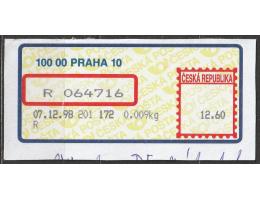 100 00 PRAHA 10
ČESKÁ REPUBLIKA
R 064716
07.12.98 201 172 0.009kg
12.60
R